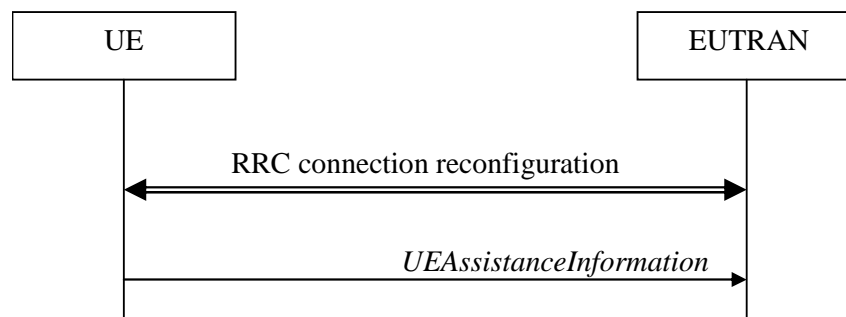 UE
EUTRAN
RRC connection reconfiguration
UEAssistanceInformation